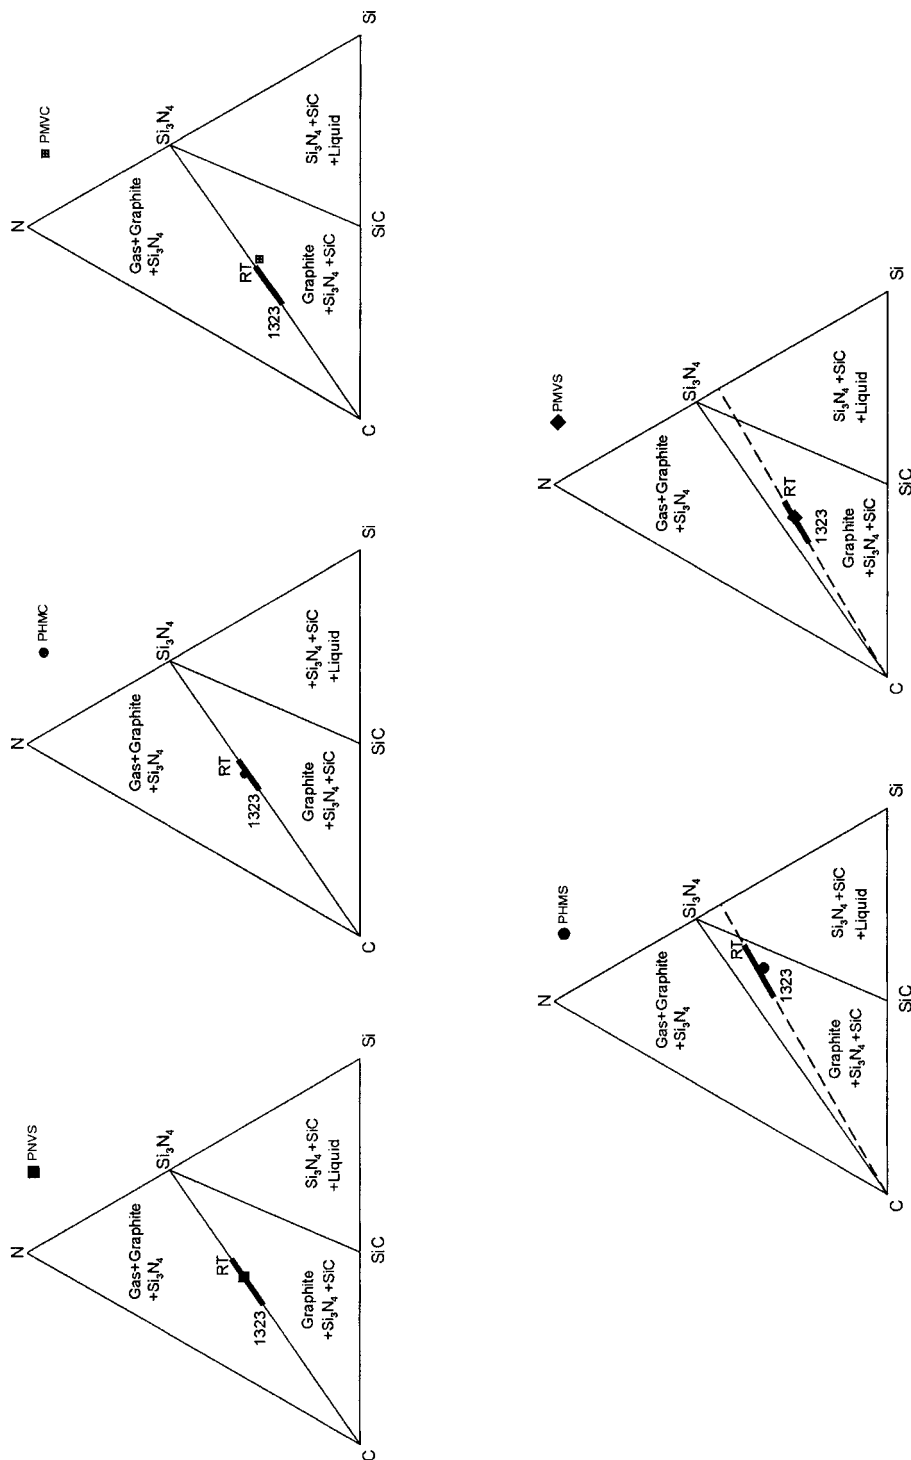 PNVS
N
Gas+Graphite
+Si₃N₄
Si₃N₄
RT
1323
Graphite
+Si₃N₄+SiC
Si₃N₄+SiC
+Liquid
C
SiC
Si
PHMC
N
Gas+Graphite
+Si₃N₄
Si₃N₄
RT
1323
Graphite
+Si₃N₄+SiC
+Si₃N₄+SiC
+Liquid
C
SiC
Si
PMVC
N
Gas+Graphite
+Si₃N₄
Si₃N₄
RT
1323
Graphite
+Si₃N₄+SiC
Si₃N₄+SiC
+Liquid
C
SiC
Si
PHMS
N
Gas+Graphite
+Si₃N₄
Si₃N₄
RT
1323
Graphite
+Si₃N₄+SiC
Si₃N₄+SiC
+Liquid
C
SiC
Si
PMVS
N
Gas+Graphite
+Si₃N₄
Si₃N₄
RT
1323
Graphite
+Si₃N₄+SiC
Si₃N₄+SiC
+Liquid
C
SiC
Si